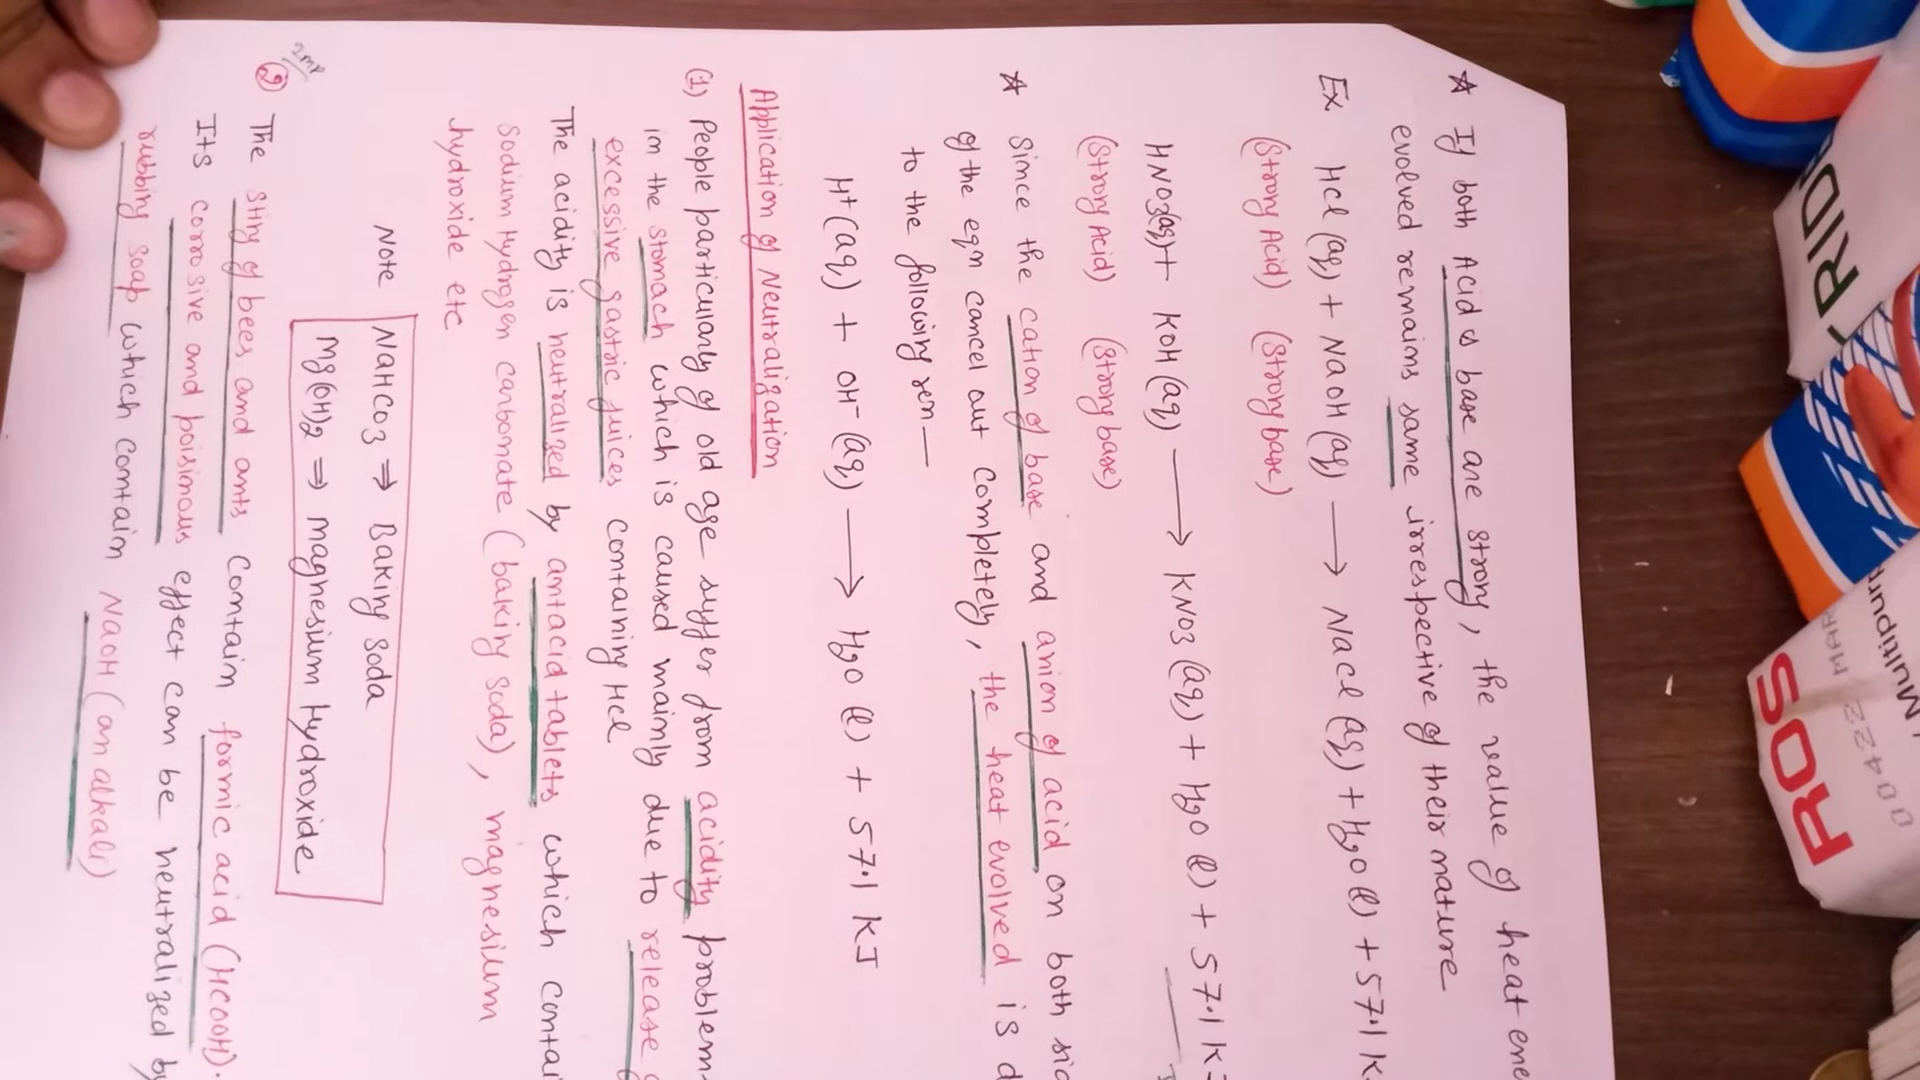 ☆ If both Acid & base are strong, the value of heat ene
evolved remains same irrespective of their nature
Ex HCl (aq) + NaOH (aq) ⟶ NaCl (aq) + H2O (l) + 57.1 K
(Strong Acid) (Strong base)
HNO3(aq) + KOH (aq) ⟶ KNO3 (aq) + H2O (l) + 57.1 KJ
(Strong Acid) (Strong base)
☆ Since the cation of base and anion of acid on both sid
of the eqn cancel out completely, the heat evolved is d
to the following rxn —
H+ (aq) + OH- (aq) ⟶ H2O (l) + 57.1 KJ
Application of Neutralization
(1) People particularly of old age suffer from acidity problem
in the stomach which is caused mainly due to release
excessive gastric juices containing HCl
The acidity is neutralized by antacid tablets which contai
Sodium Hydrogen carbonate (baking Soda), magnesium
hydroxide etc
Note NaHCO3 ⇒ Baking Soda
Mg(OH)2 ⇒ magnesium Hydroxide
2mp
(2) The sting of bees and ants contain formic acid (HCOOH).
Its corrosive and poisinous effect can be neutralized by
rubbing soap which contain NaOH (an alkali)
RID
Multipurp
MAR
0042Z
ROS